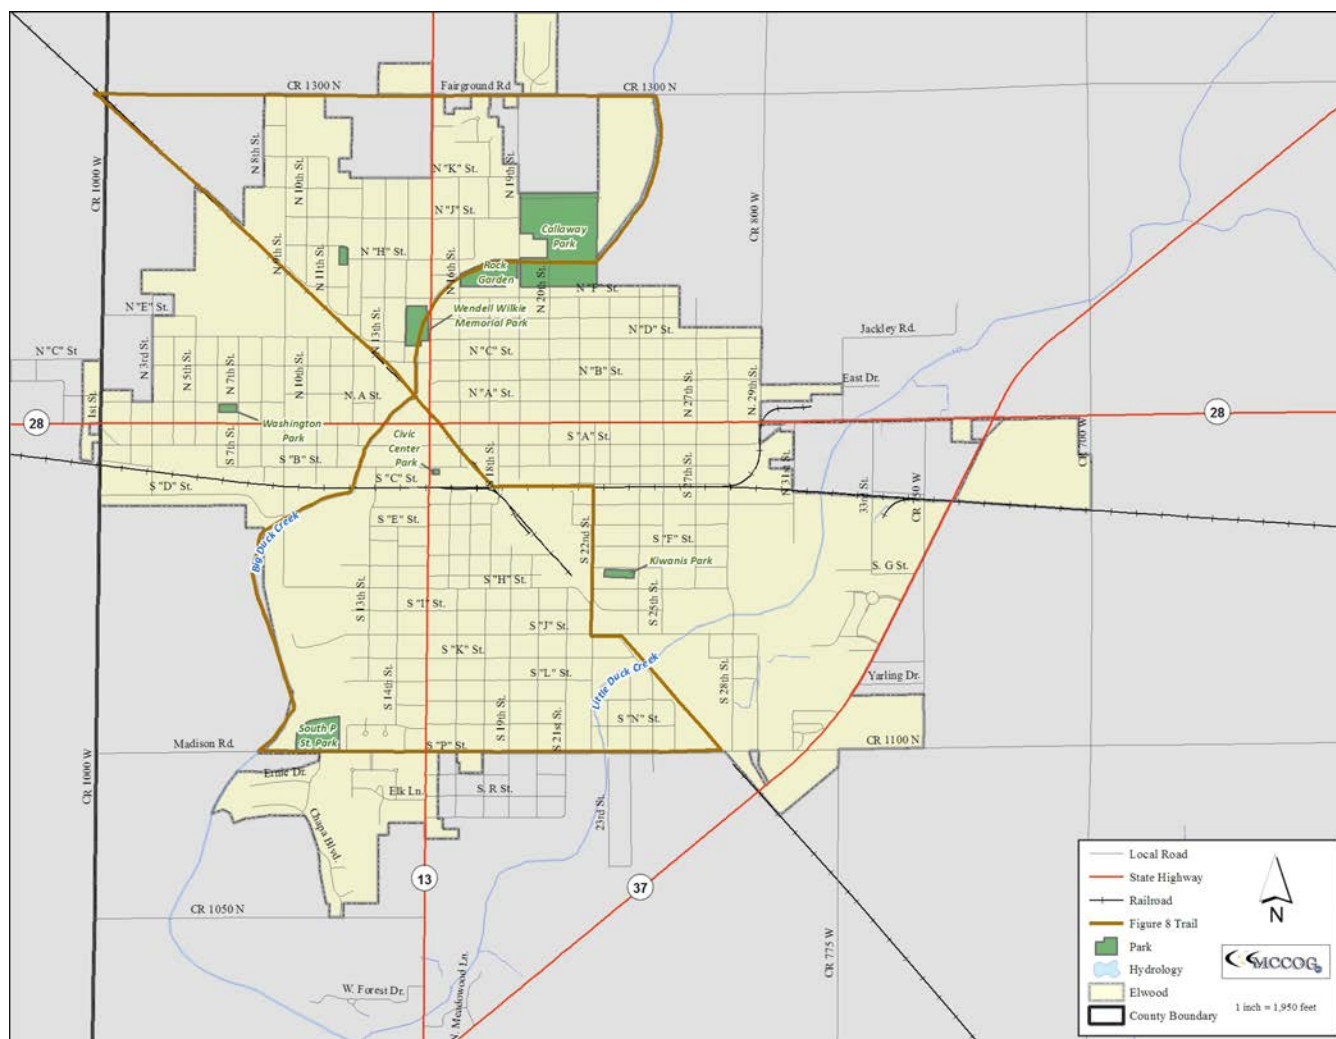 CR 1300 N
Fairground Rd
CR 1300 N
N 8th St.
N 10th St.
N "K" St.
N 19th St.
CR 1000 W
N "J" St.
CR 800 W
Callaway
Park
N 9th St.
N 11th St.
N "H" St.
N 16th St.
Rock
Garden
N 20th St.
N "F" St.
N "E" St.
N 13th St.
Wendell Wilkie
Memorial Park
N "D" St.
Jackley Rd.
N "C" St
N 3rd St.
N 5th St.
N 7th St.
N 10th St.
N "C" St.
N "B" St.
East Dr.
N. A St.
N "A" St.
N 27th St.
N. 29th St.
1st St.
28
Washington
Park
Civic
Center
Park
S "A" St.
28
CR 700 W
S 7th St.
S "B" St.
S "C" St.
S 18th St.
S 27th St.
N 31st St.
33rd St.
S "D" St.
S "E" St.
S 22nd St.
S "F" St.
Big Duck Creek
Kiwanis Park
S. G St.
S "H" St.
S 13th St.
S "I" St.
S 25th St.
S "J" St.
S "K" St.
S "L" St.
Little Duck Creek
S 28th St.
Yarling Dr.
S 14th St.
S 19th St.
S 21st St.
S "N" St.
South P
St. Park
Madison Rd.
S "P" St.
CR 1100 N
CR 1000 W
Elk Ln.
S. R St.
23rd St.
Chapa Blvd.
13
37
CR 1050 N
CR 775 W
W. Forest Dr.
N. Meadowood Ln.
Local Road
State Highway
Railroad
Figure 8 Trail
Park
Hydrology
Elwood
County Boundary
N
MCCOG
1 inch = 1,950 feet